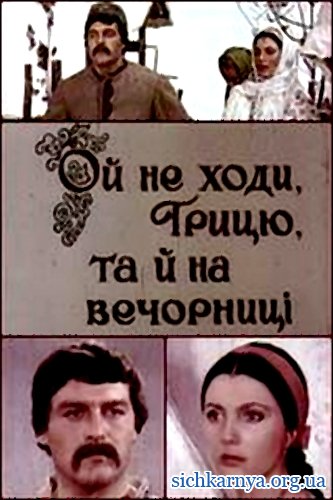 Ой не ходи,
Грицю,
та й на
вечорниці
sichkarnya.org.ua